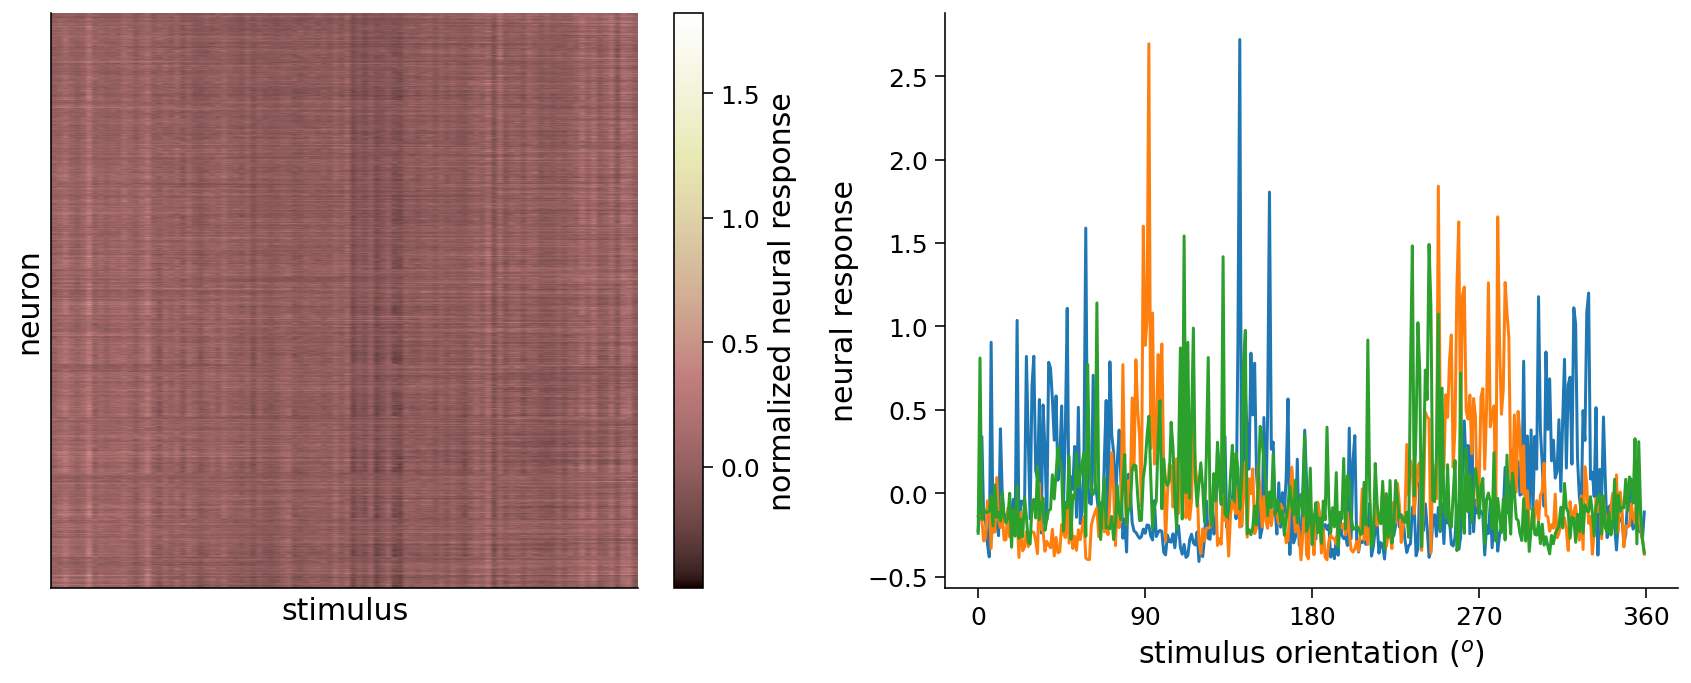 neuron
stimulus
1.5
1.0
0.5
0.0
normalized neural response
neural response
2.5
2.0
1.5
1.0
0.5
0.0
−0.5
0 90 180 270 360
stimulus orientation (o)